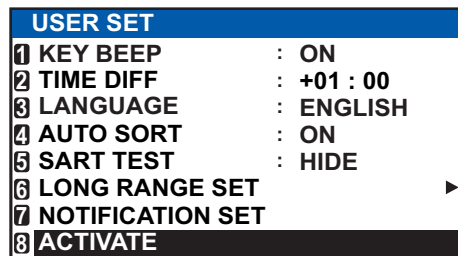 USER SET
1 KEY BEEP : ON
2 TIME DIFF : +01 : 00
3 LANGUAGE : ENGLISH
4 AUTO SORT : ON
5 SART TEST : HIDE
6 LONG RANGE SET ▶
7 NOTIFICATION SET
8 ACTIVATE